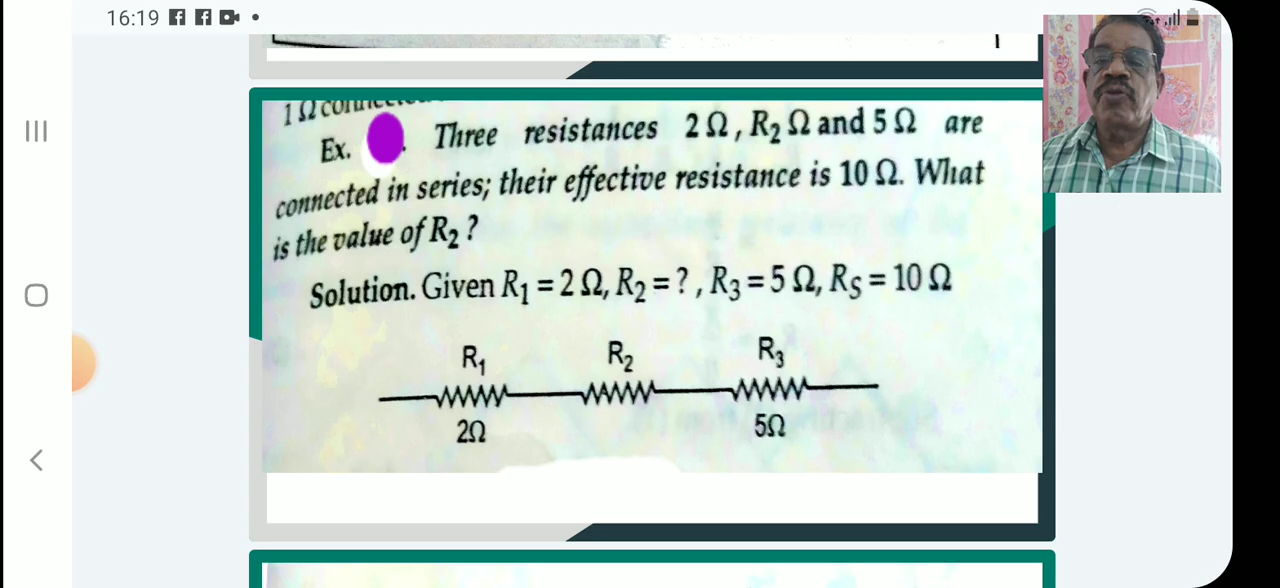 16:19
1 Ω
Ex. Three resistances 2 Ω, R2 Ω and 5 Ω are
connected in series; their effective resistance is 10 Ω. What
is the value of R2 ?
Solution. Given R1 = 2 Ω, R2 = ?, R3 = 5 Ω, RS = 10 Ω
R1 R2 R3
2Ω 5Ω